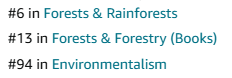 #6 in Forests & Rainforests
#13 in Forests & Forestry (Books)
#94 in Environmentalism